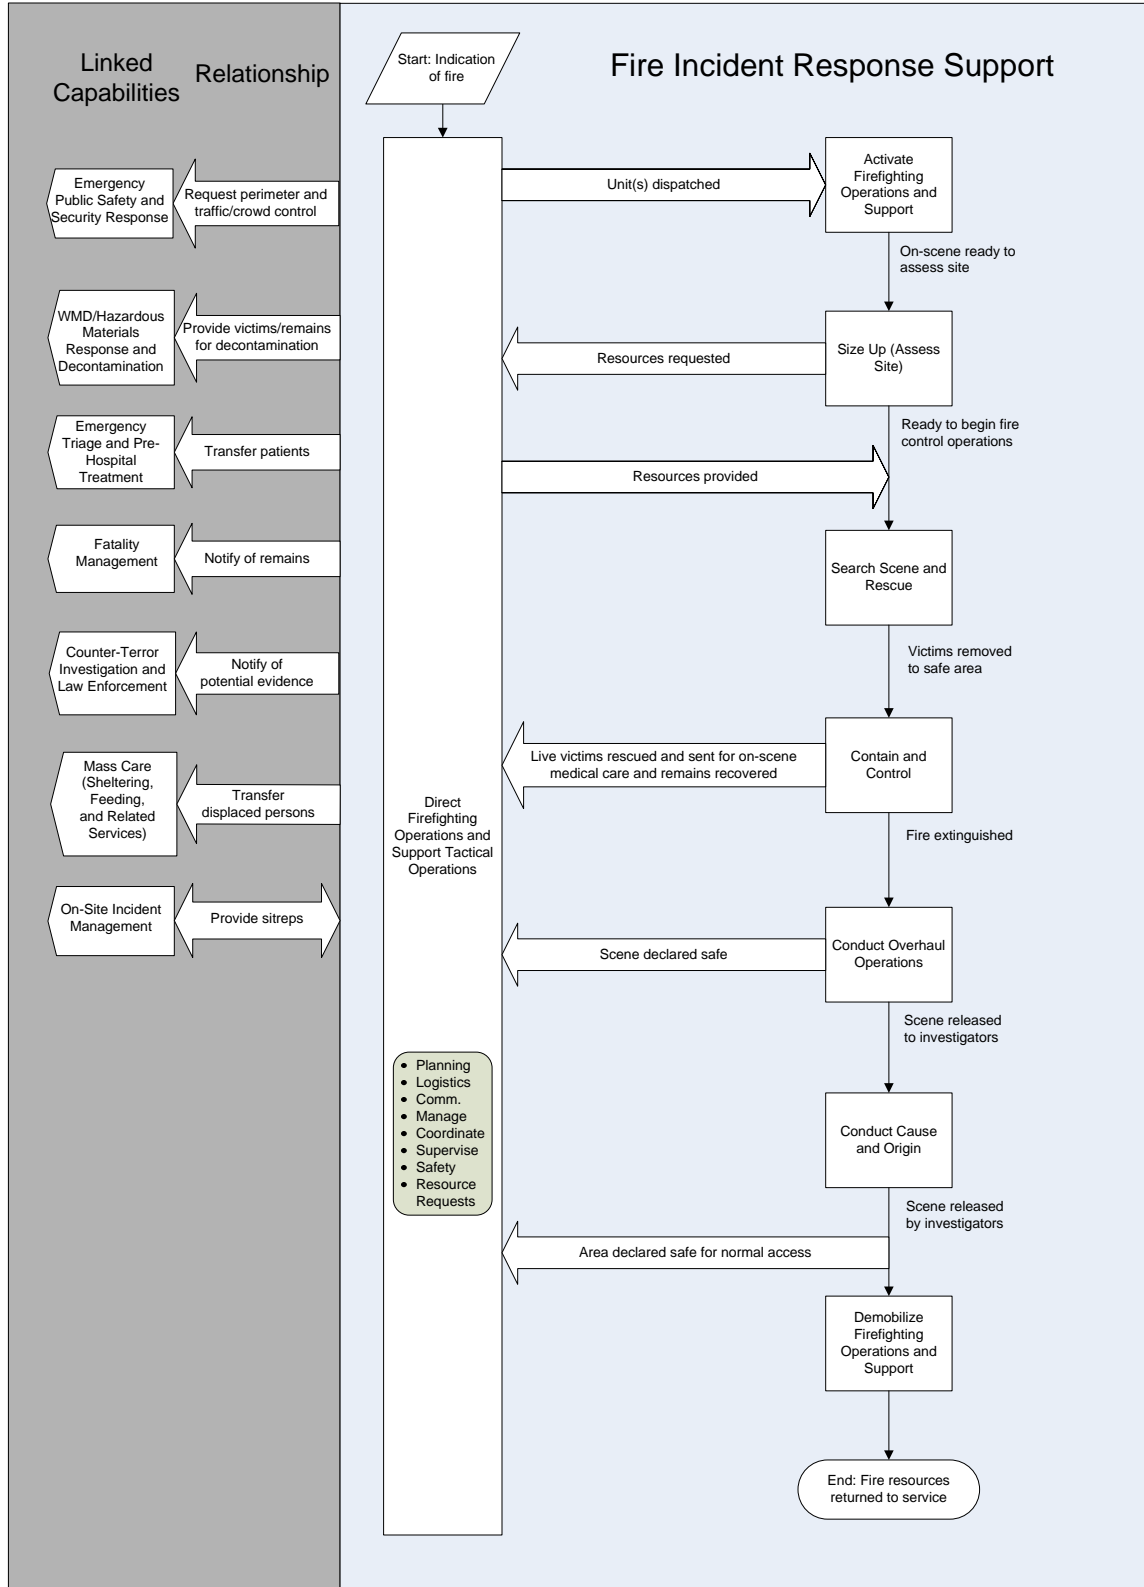 Linked
Capabilities
Relationship
Start: Indication
of fire
Fire Incident Response Support
Emergency
Public Safety and
Security Response
Request perimeter and
traffic/crowd control
Unit(s) dispatched
Activate
Firefighting
Operations and
Support
On-scene ready to
assess site
WMD/Hazardous
Materials
Response and
Decontamination
Provide victims/remains
for decontamination
Resources requested
Size Up (Assess
Site)
Ready to begin fire
control operations
Emergency
Triage and Pre-
Hospital
Treatment
Transfer patients
Resources provided
Fatality
Management
Notify of remains
Search Scene and
Rescue
Victims removed
to safe area
Counter-Terror
Investigation and
Law Enforcement
Notify of
potential evidence
Live victims rescued and sent for on-scene
medical care and remains recovered
Contain and
Control
Fire extinguished
Mass Care
(Sheltering,
Feeding,
and Related
Services)
Transfer
displaced persons
Direct
Firefighting
Operations and
Support Tactical
Operations
On-Site Incident
Management
Provide sitreps
Scene declared safe
Conduct Overhaul
Operations
Scene released
to investigators
• Planning
• Logistics
• Comm.
• Manage
• Coordinate
• Supervise
• Safety
• Resource
Requests
Conduct Cause
and Origin
Scene released
by investigators
Area declared safe for normal access
Demobilize
Firefighting
Operations and
Support
End: Fire resources
returned to service